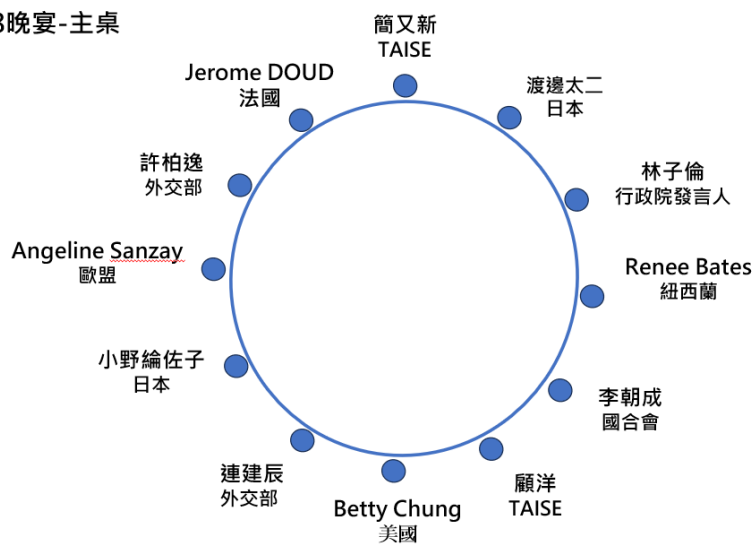 晚宴-主桌
簡又新
TAISE
Jerome DOUD
法國
渡邊太二
日本
許柏逸
外交部
林子倫
行政院發言人
Angeline Sanzay
歐盟
Renee Bates
紐西蘭
小野綸佐子
日本
李朝成
國合會
連建辰
外交部
顧洋
TAISE
Betty Chung
美國